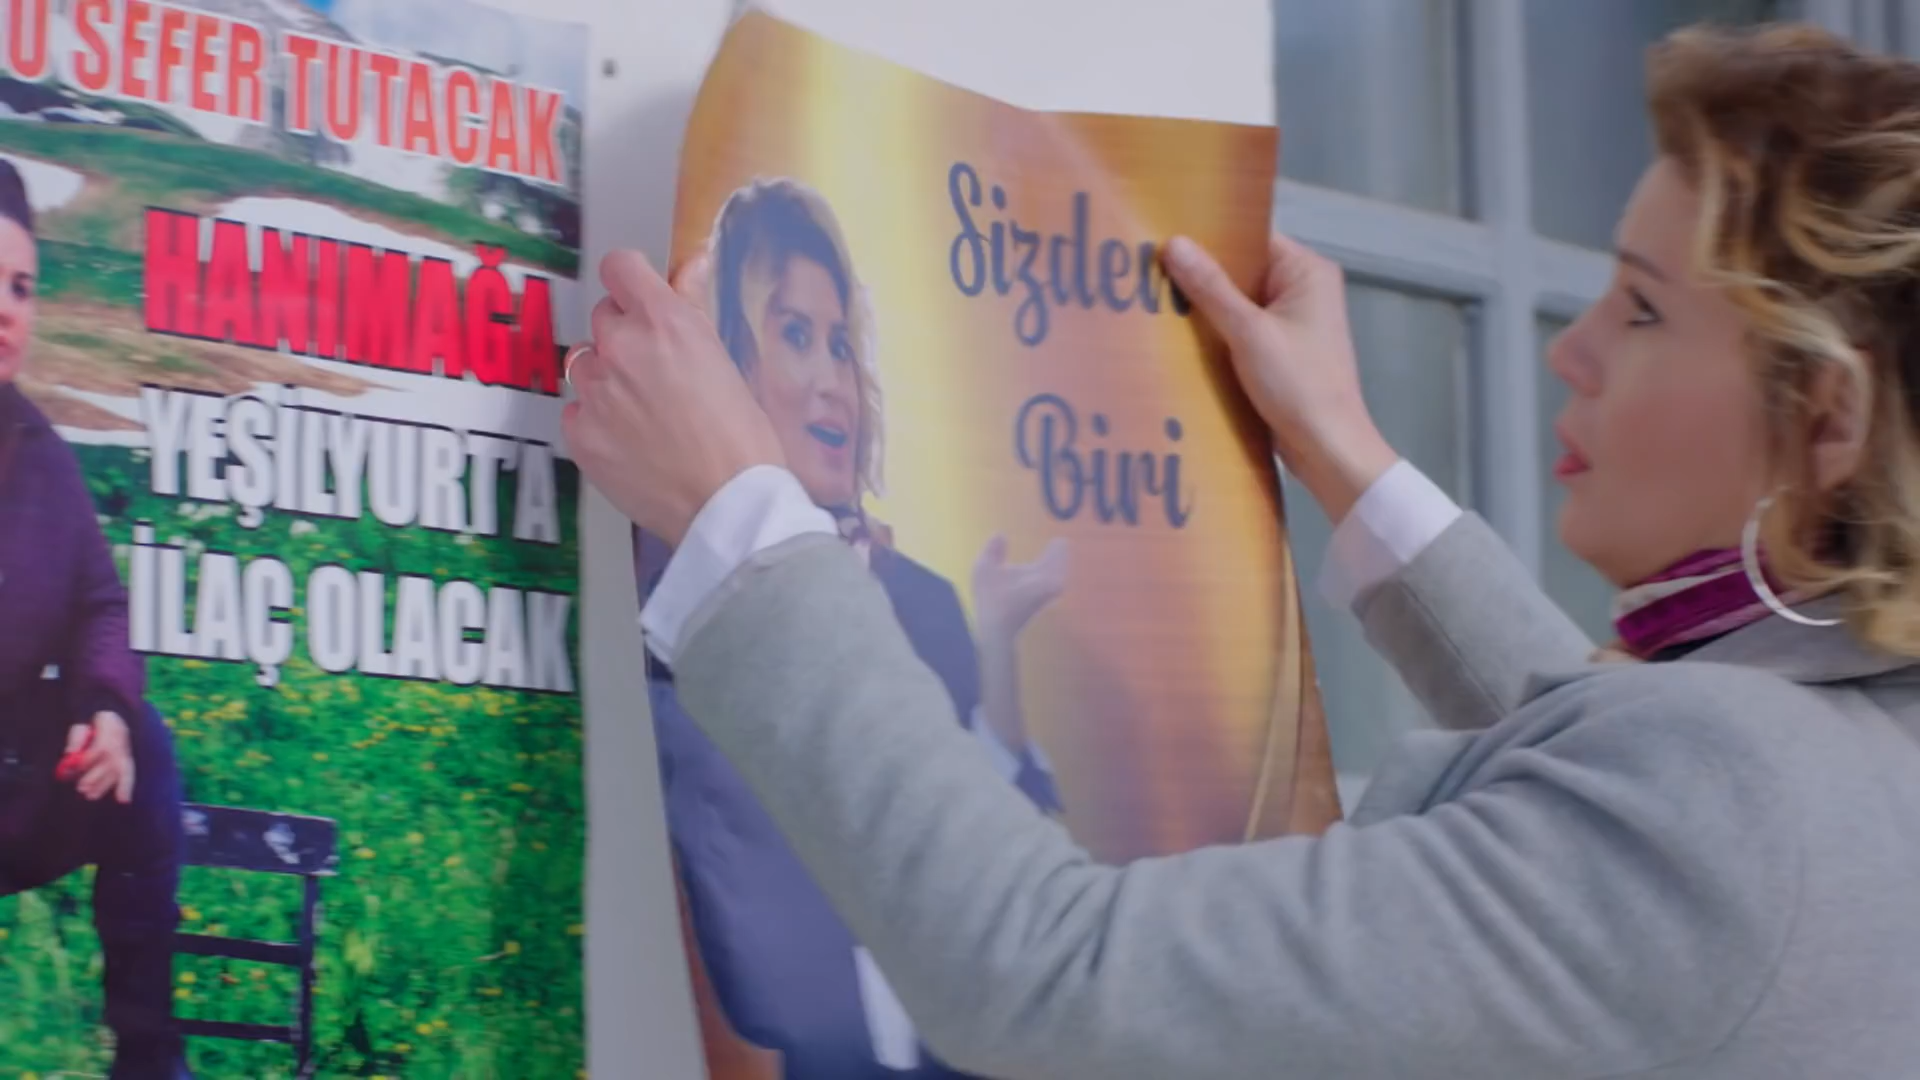 SEFER TUTACAK
HANIMAĞA
YEŞİLYURT'A
İLAÇ OLACAK
Sizden
Biri